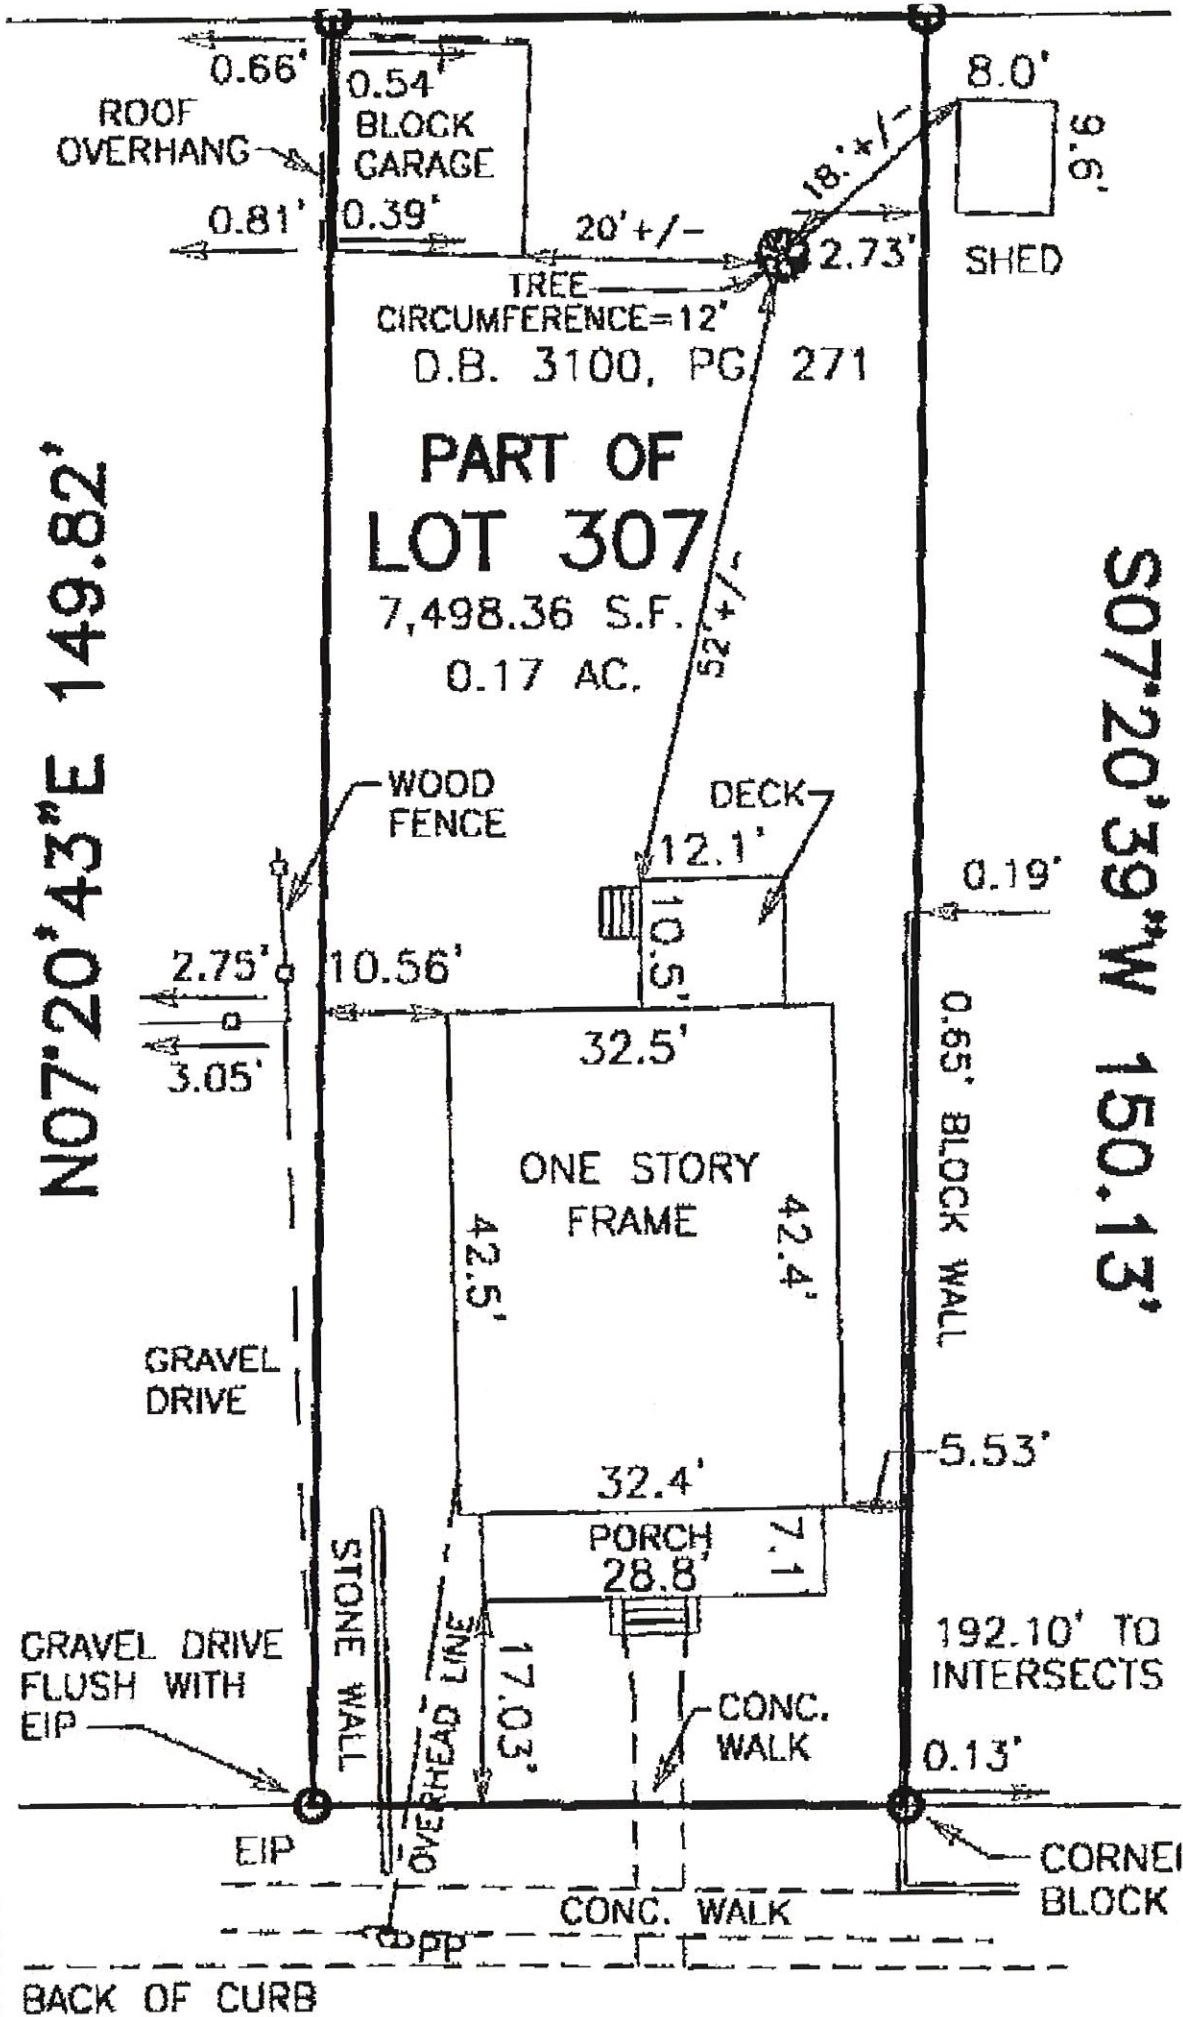 0.66'
0.54'
8.0'
ROOF
OVERHANG
BLOCK
GARAGE
18.'+/-
9.6'
0.81'
0.39'
20'+/-
2.73'
SHED
TREE
CIRCUMFERENCE=12'
D.B. 3100, PG. 271
PART OF
LOT 307
7,498.36 S.F.
0.17 AC.
52'+/-
N07°20'43"E 149.82'
S07°20'39"W 150.13'
WOOD
FENCE
DECK
12.1'
10.5'
0.19'
2.75'
10.56'
3.05'
32.5'
0.65' BLOCK WALL
ONE STORY
FRAME
42.5'
42.4'
GRAVEL
DRIVE
5.53'
32.4'
PORCH
28.8'
7.1
STONE WALL
OVERHEAD LINE
17.03'
GRAVEL DRIVE
FLUSH WITH
EIP
192.10' TO
INTERSECTS
CONC.
WALK
0.13'
EIP
CORNE
BLOCK
CONC. WALK
PP
BACK OF CURB